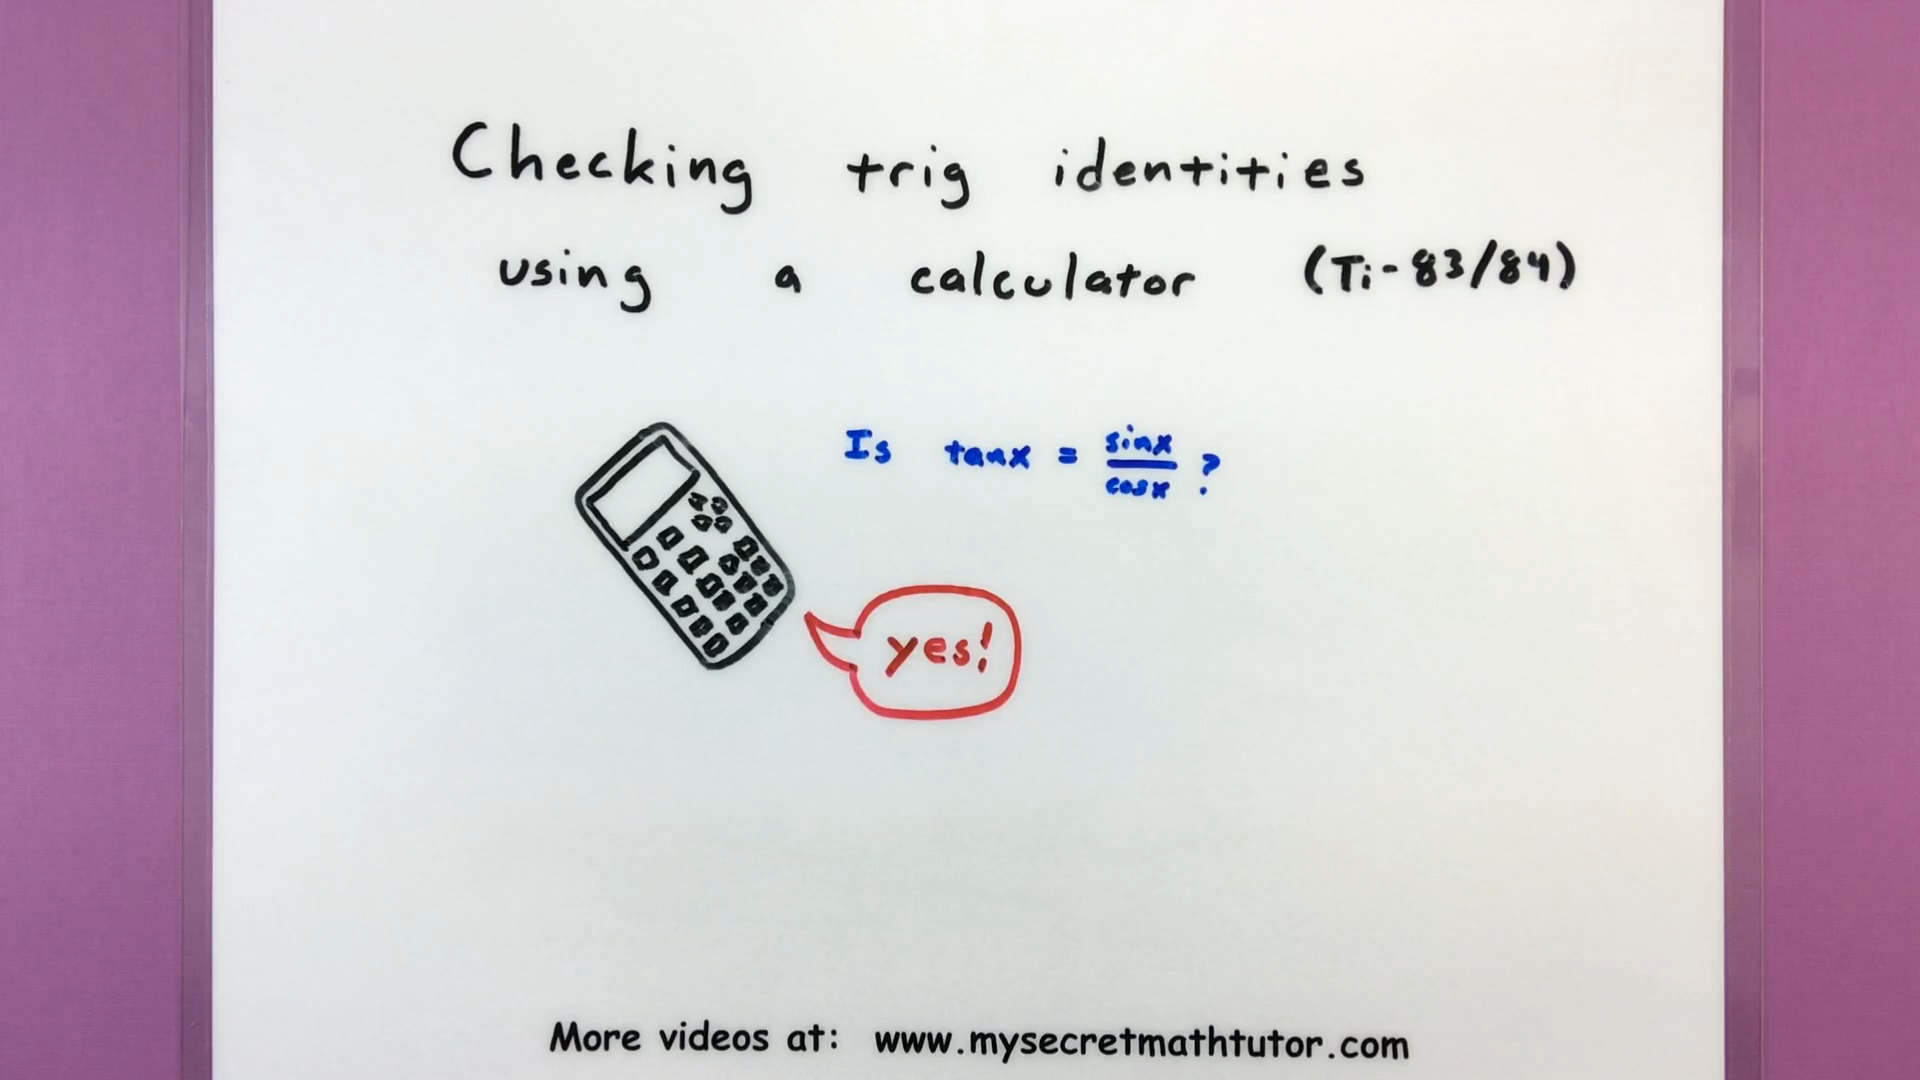 Checking trig identities
using a calculator (Ti-83/84)
Is tanx = sinx/cosx ?
yes!
More videos at: www.mysecretmathtutor.com